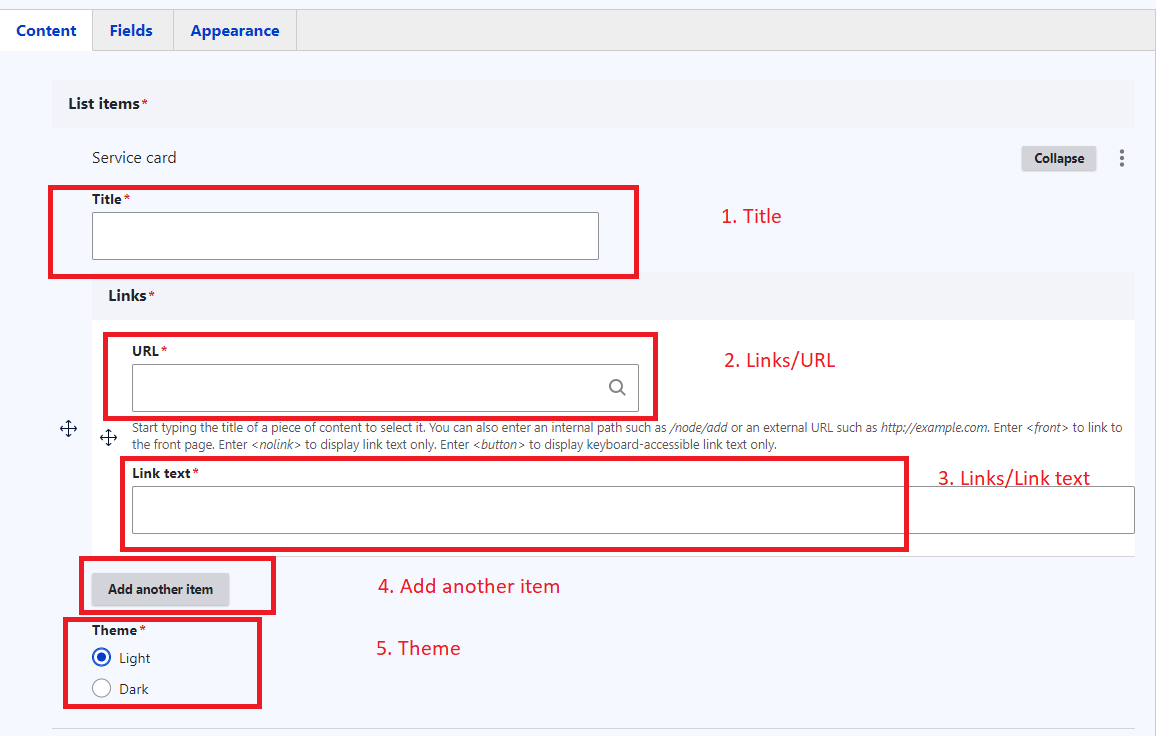 Content Fields Appearance
List items*
Service card Collapse
Title*
1. Title
Links*
URL*
2. Links/URL
Start typing the title of a piece of content to select it. You can also enter an internal path such as /node/add or an external URL such as http://example.com. Enter <front> to link to
the front page. Enter <nolink> to display link text only. Enter <button> to display keyboard-accessible link text only.
Link text*
3. Links/Link text
Add another item
4. Add another item
Theme*
5. Theme
Light
Dark